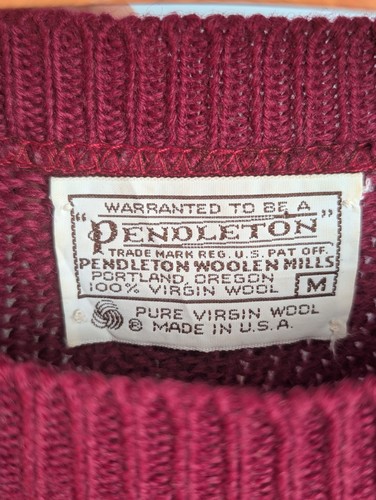 WARRANTED TO BE A
"PENDLETON"
TRADE MARK REG. U.S. PAT OFF.
PENDLETON WOOLEN MILLS
PORTLAND, OREGON
100% VIRGIN WOOL M
PURE VIRGIN WOOL
® MADE IN U.S.A.